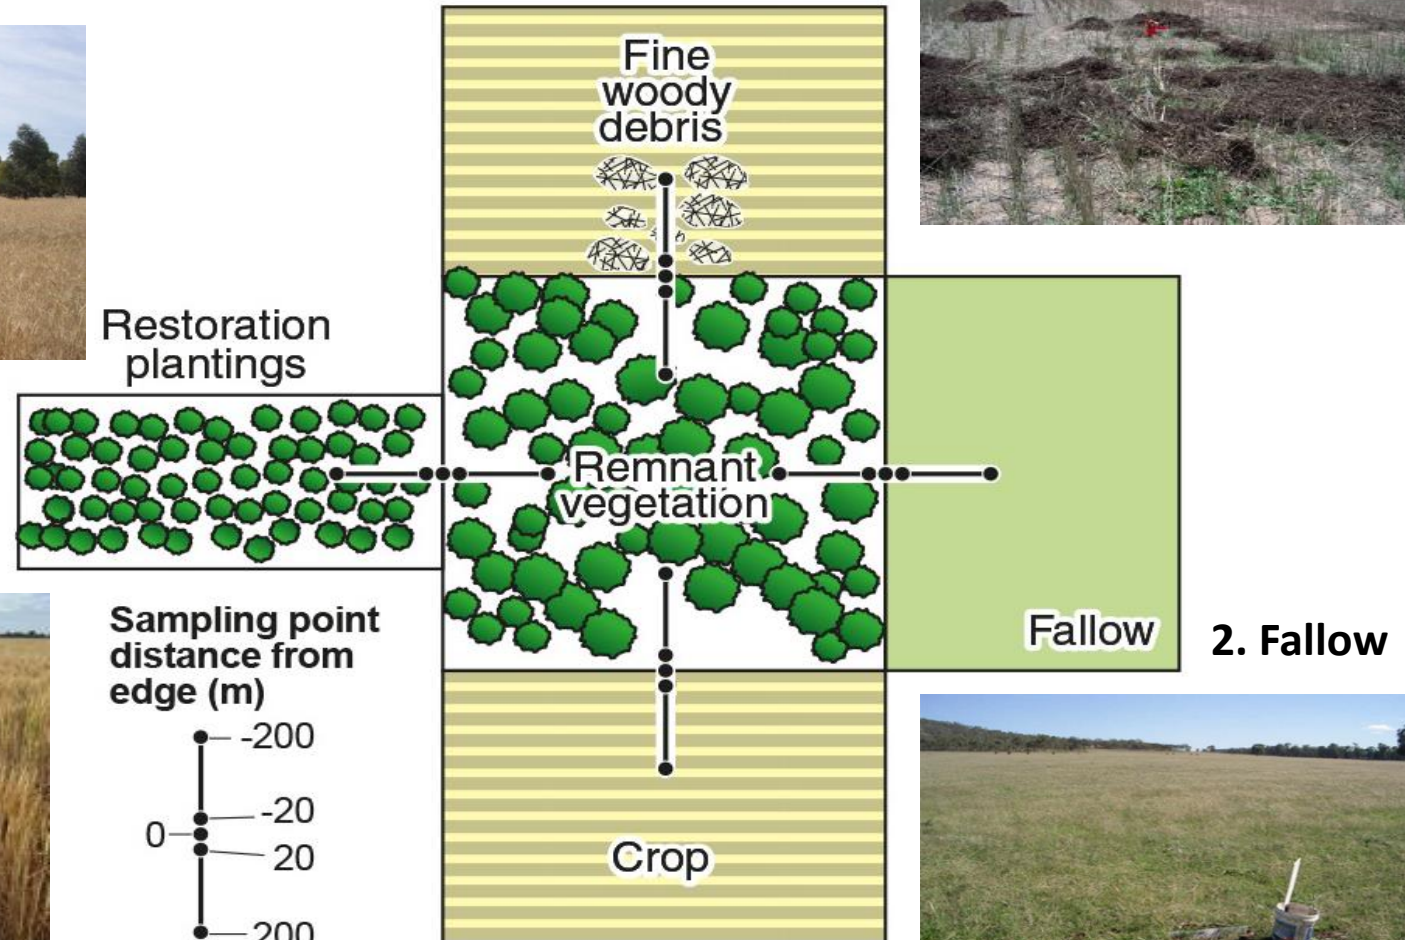 Fine
woody
debris
Restoration
plantings
Remnant
vegetation
Fallow
2. Fallow
Sampling point
distance from
edge (m)
-200
-20
0
20
200
Crop